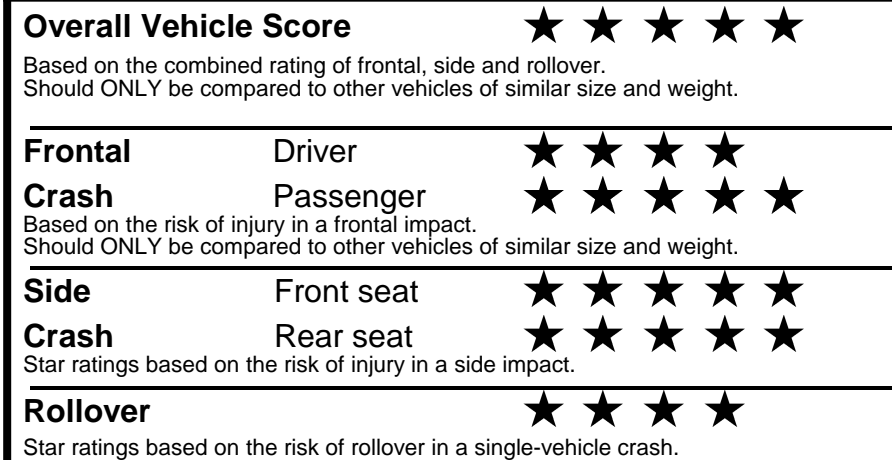 Overall Vehicle Score ★ ★ ★ ★ ★
Based on the combined rating of frontal, side and rollover.
Should ONLY be compared to other vehicles of similar size and weight.
Frontal Driver ★ ★ ★ ★
Crash Passenger ★ ★ ★ ★ ★
Based on the risk of injury in a frontal impact.
Should ONLY be compared to other vehicles of similar size and weight.
Side Front seat ★ ★ ★ ★ ★
Crash Rear seat ★ ★ ★ ★ ★
Star ratings based on the risk of injury in a side impact.
Rollover ★ ★ ★ ★
Star ratings based on the risk of rollover in a single-vehicle crash.